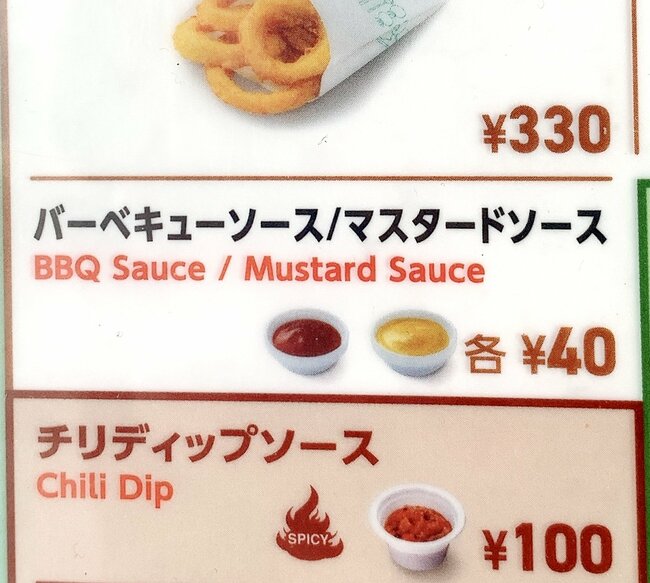 ¥330
バーベキューソース/マスタードソース
BBQ Sauce / Mustard Sauce
各 ¥40
チリディップソース
Chili Dip
SPICY
¥100